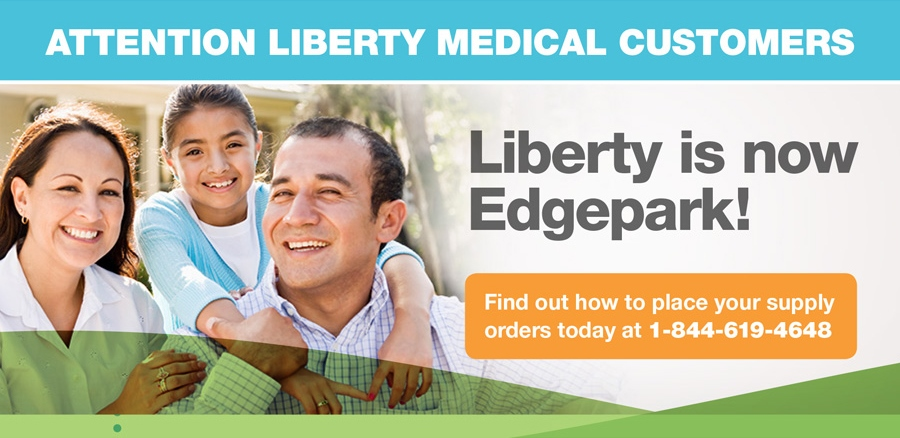 ATTENTION LIBERTY MEDICAL CUSTOMERS
Liberty is now
Edgepark!
Find out how to place your supply
orders today at 1-844-619-4648